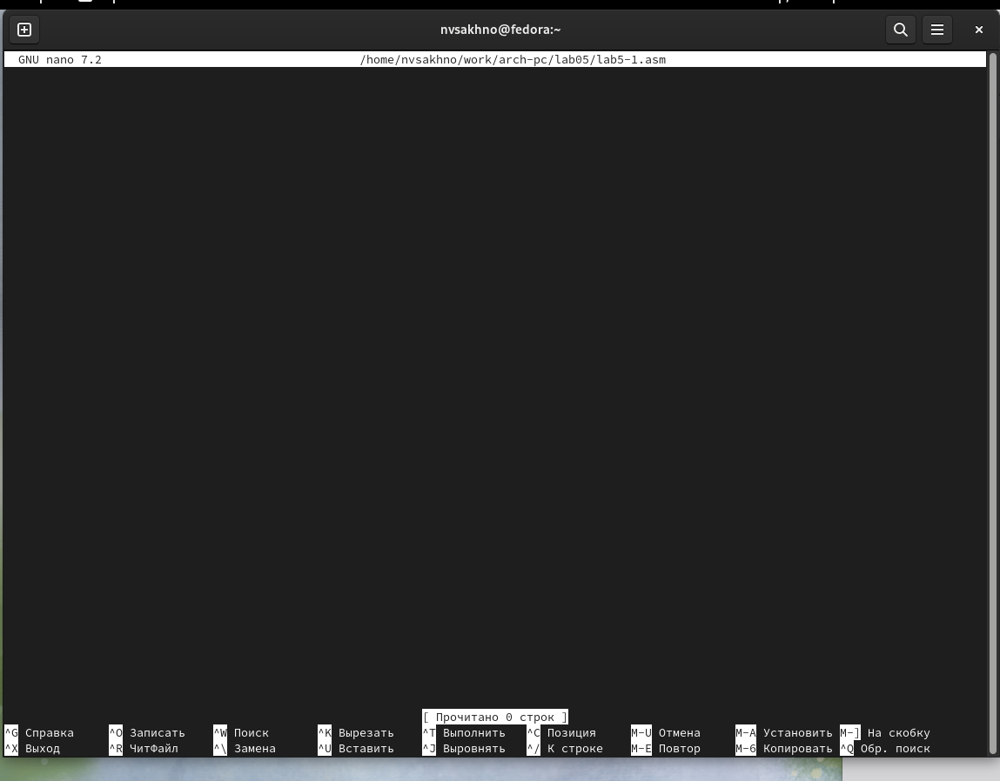 nvsakhno@fedora:~
GNU nano 7.2 /home/nvsakhno/work/arch-pc/lab05/lab5-1.asm
[ Прочитано 0 строк ]
^G Справка ^O Записать ^W Поиск ^K Вырезать ^T Выполнить ^C Позиция M-U Отмена M-A Установить M-] На скобку
^X Выход ^R ЧитФайл ^\ Замена ^U Вставить ^J Выровнять ^/ К строке M-E Повтор M-6 Копировать ^Q Обр. поиск